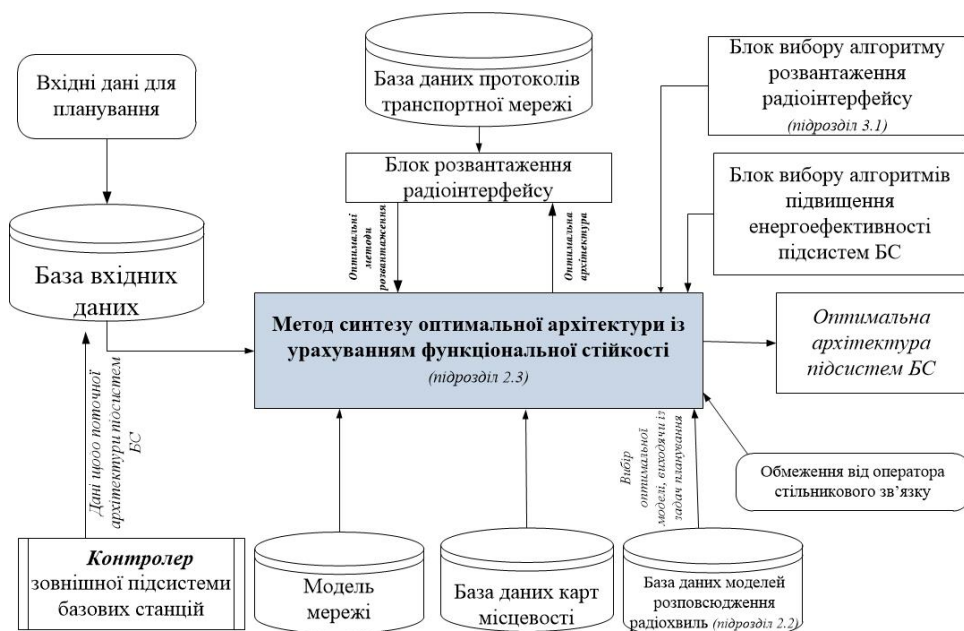 Вхідні дані для
планування
База даних протоколів
транспортної мережі
Блок вибору алгоритму
розвантаження
радіоінтерфейсу
(підрозділ 3.1)
Блок розвантаження
радіоінтерфейсу
Блок вибору алгоритмів
підвищення
енергоефективності
підсистем БС
База вхідних
даних
Оптимальні
методи
розвантаження
Оптимальна
архітектура
Метод синтезу оптимальної архітектури із
урахуванням функціональної стійкості
(підрозділ 2.3)
Оптимальна
архітектура
підсистем БС
Дані щодо поточної
архітектури підсистем
БС
Вибір
оптимальної
моделі, виходячи із
задач планування
Обмеження від оператора
стільникового зв’язку
Контролер
зовнішної підсистеми
базових станцій
Модель
мережі
База даних карт
місцевості
База даних моделей
розповсюдження
радіохвиль (підрозділ 2.2)